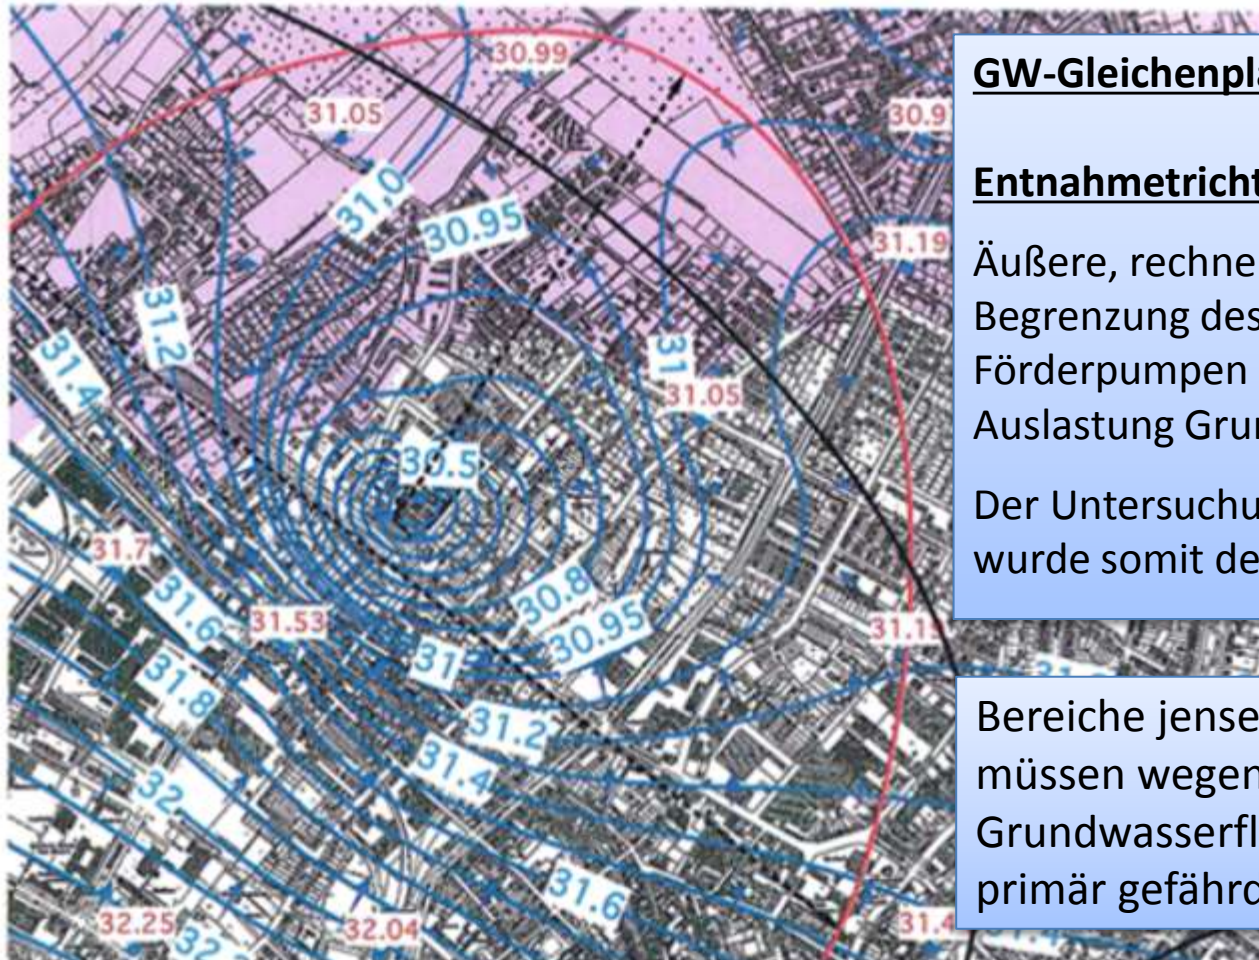 30.99
31.05
31,0
30.95
31.19
31.2
31
31.4
31.05
30.5
31.7
31.6
31.53
30.8
30.95
31
31.8
31.2
31.4
32
31.6
32.25
32.04
GW-Gleichenpla
Entnahmetricht
Äußere, rechne
Begrenzung des
Förderpumpen
Auslastung Grun
Der Untersuchu
wurde somit de
Bereiche jense
müssen wegen
Grundwasserfl
primär gefährd